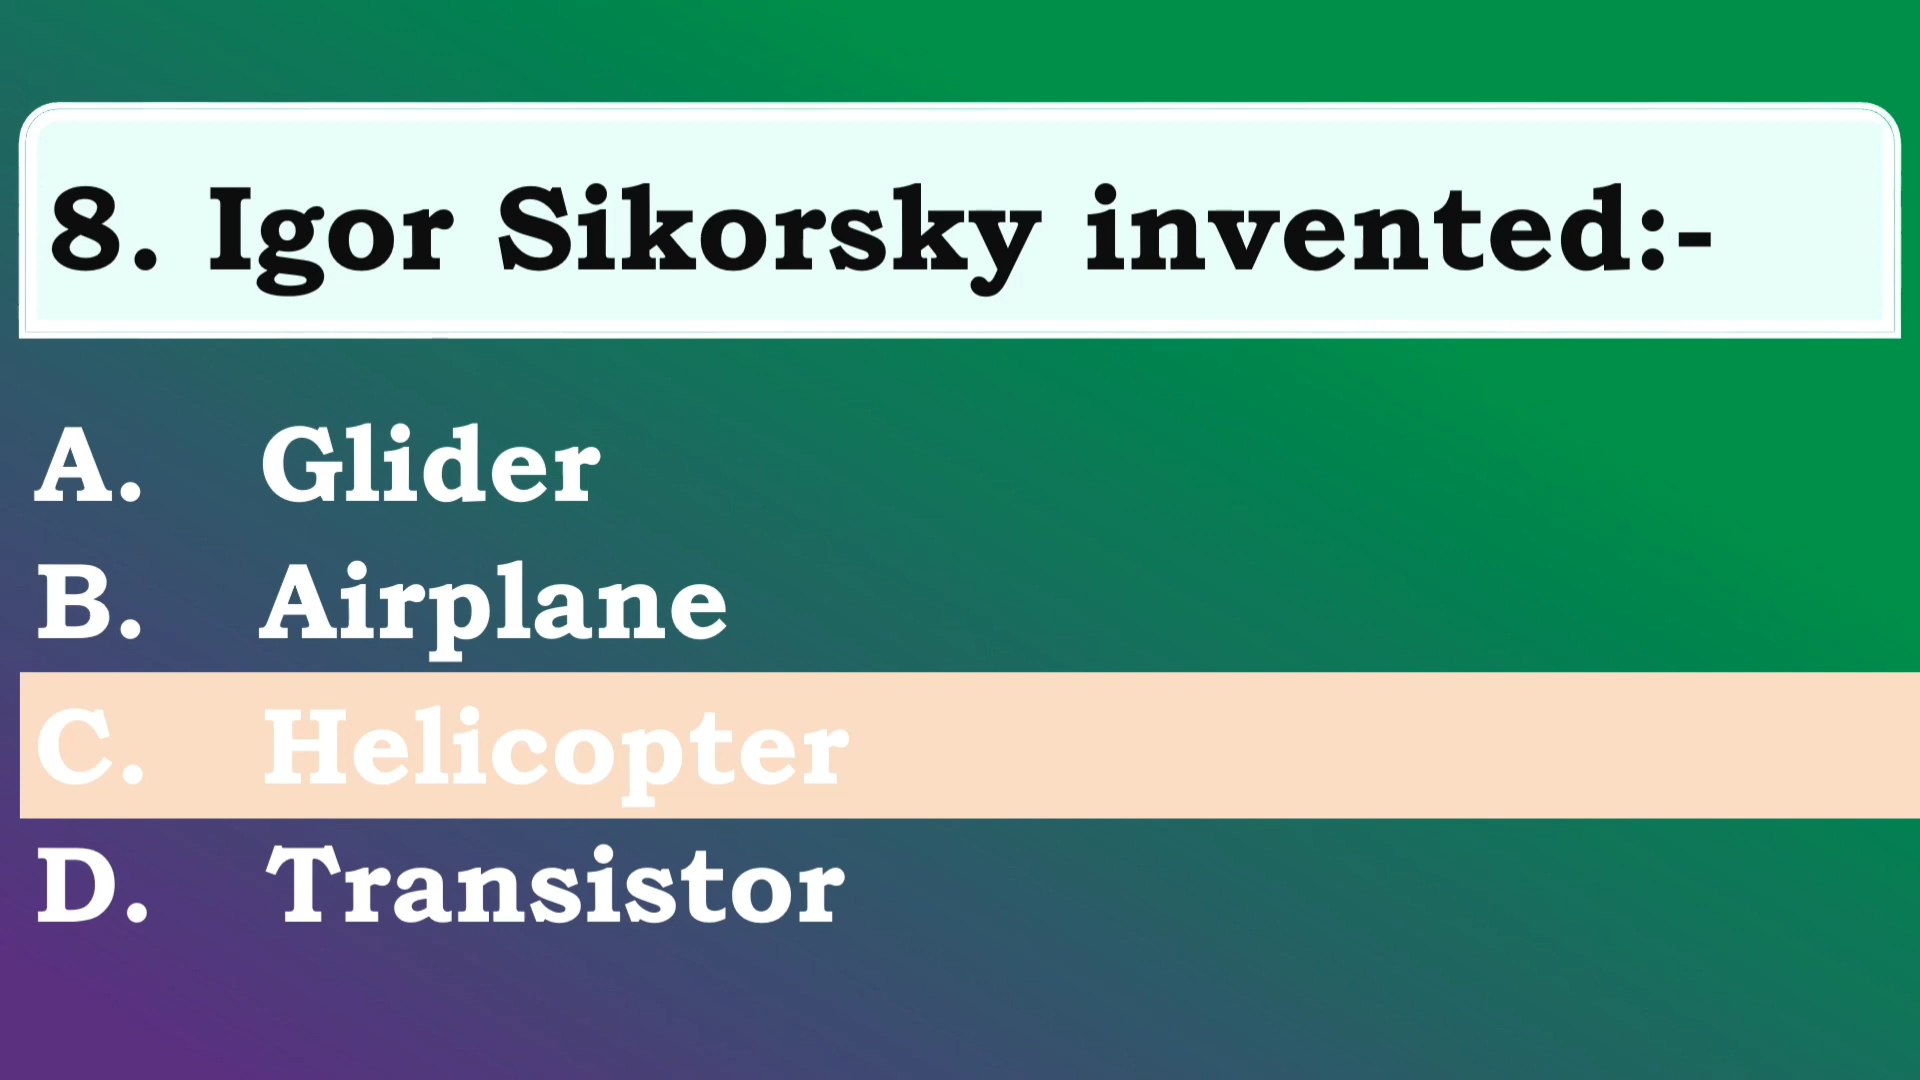 8. Igor Sikorsky invented:-
A. Glider
B. Airplane
C. Helicopter
D. Transistor